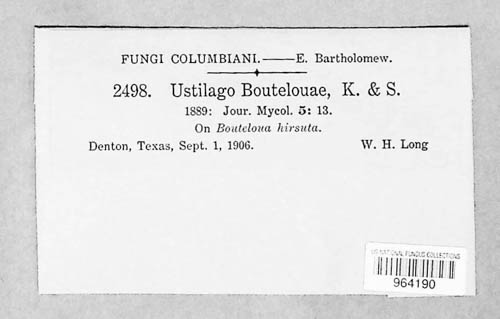 FUNGI COLUMBIANI.——E. Bartholomew.
2498. Ustilago Boutelouae, K. & S.
1889: Jour. Mycol. 5: 13.
On Bouteloua hirsuta.
Denton, Texas, Sept. 1, 1906. W. H. Long
US NATIONAL FUNGUS COLLECTIONS
964190